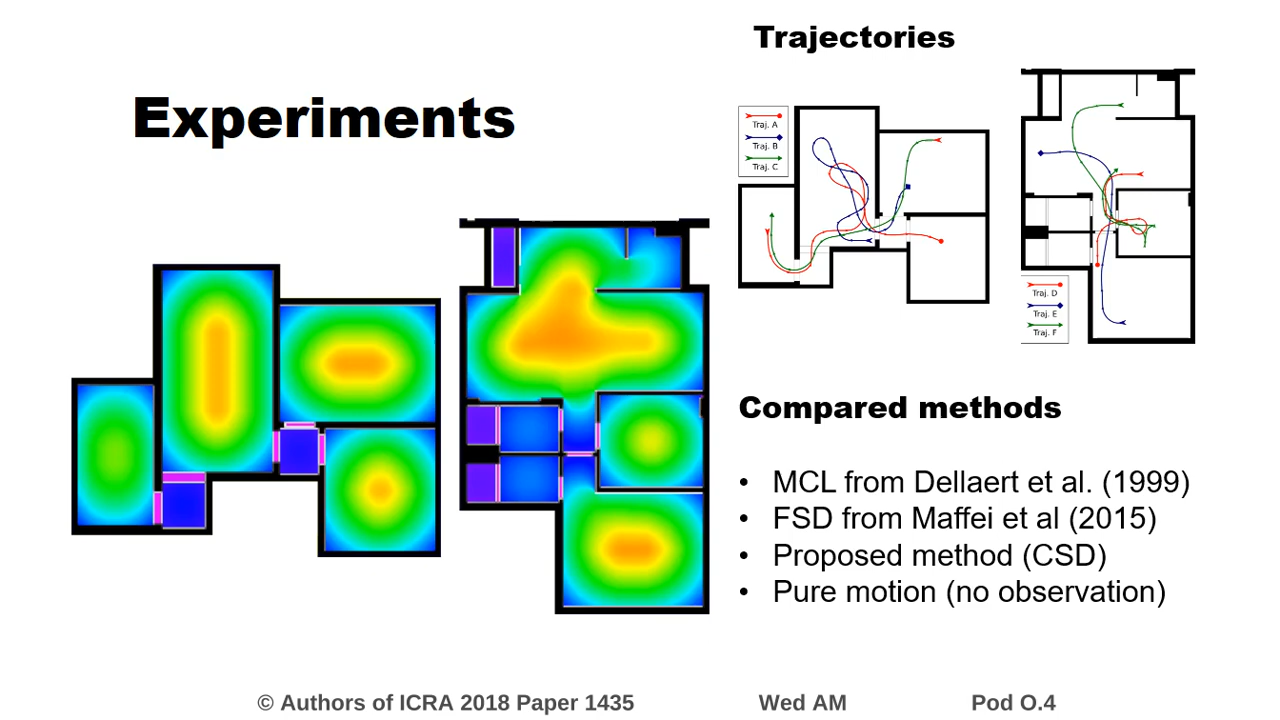 Trajectories
Experiments
Traj. A
Traj. B
Traj. C
Traj. D
Traj. E
Traj. F
Compared methods
• MCL from Dellaert et al. (1999)
• FSD from Maffei et al (2015)
• Proposed method (CSD)
• Pure motion (no observation)
© Authors of ICRA 2018 Paper 1435 Wed AM Pod O.4